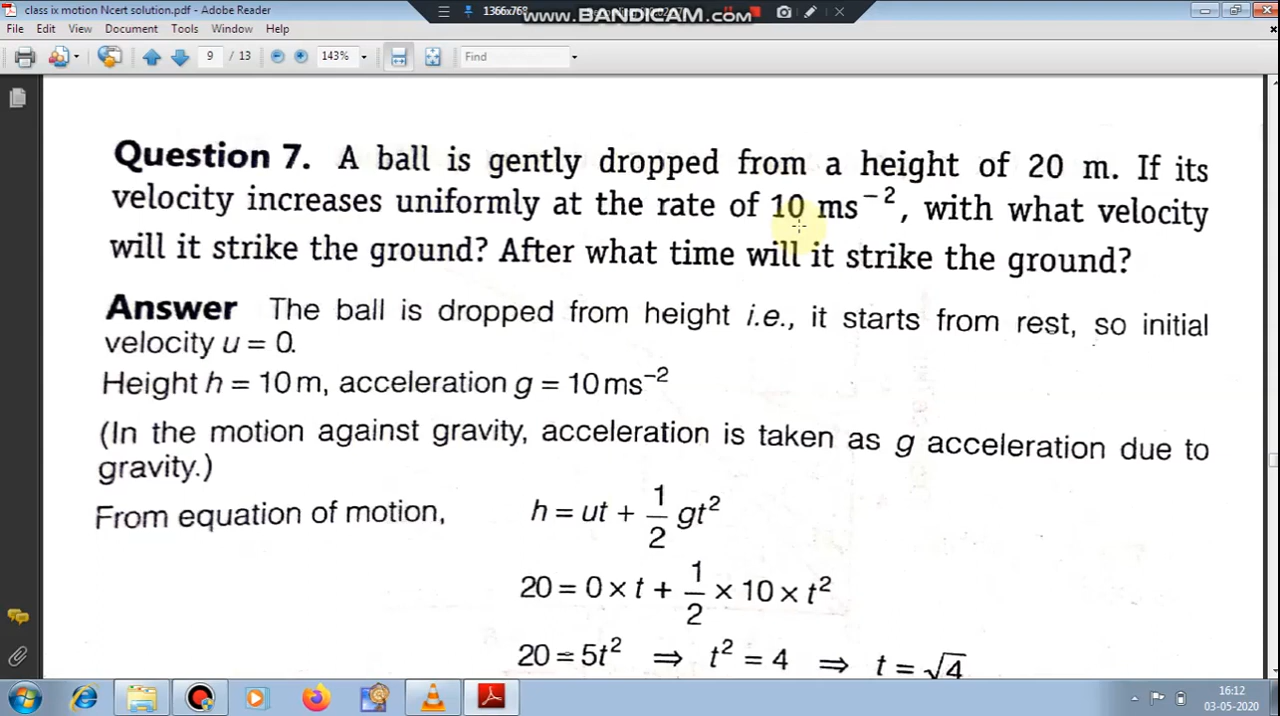 class ix motion Ncert solution.pdf - Adobe Reader
1366x768
www.BANDICAM.com
File Edit View Document Tools Window Help
9 / 13 143% Find
Question 7. A ball is gently dropped from a height of 20 m. If its
velocity increases uniformly at the rate of 10 ms⁻², with what velocity
will it strike the ground? After what time will it strike the ground?
Answer The ball is dropped from height i.e., it starts from rest, so initial
velocity u = 0.
Height h = 10 m, acceleration g = 10 ms⁻²
(In the motion against gravity, acceleration is taken as g acceleration due to
gravity.)
From equation of motion, h = ut + 1/2 gt²
20 = 0 × t + 1/2 × 10 × t²
20 = 5t² ⇒ t² = 4 ⇒ t = √4
16:12
03-05-2020